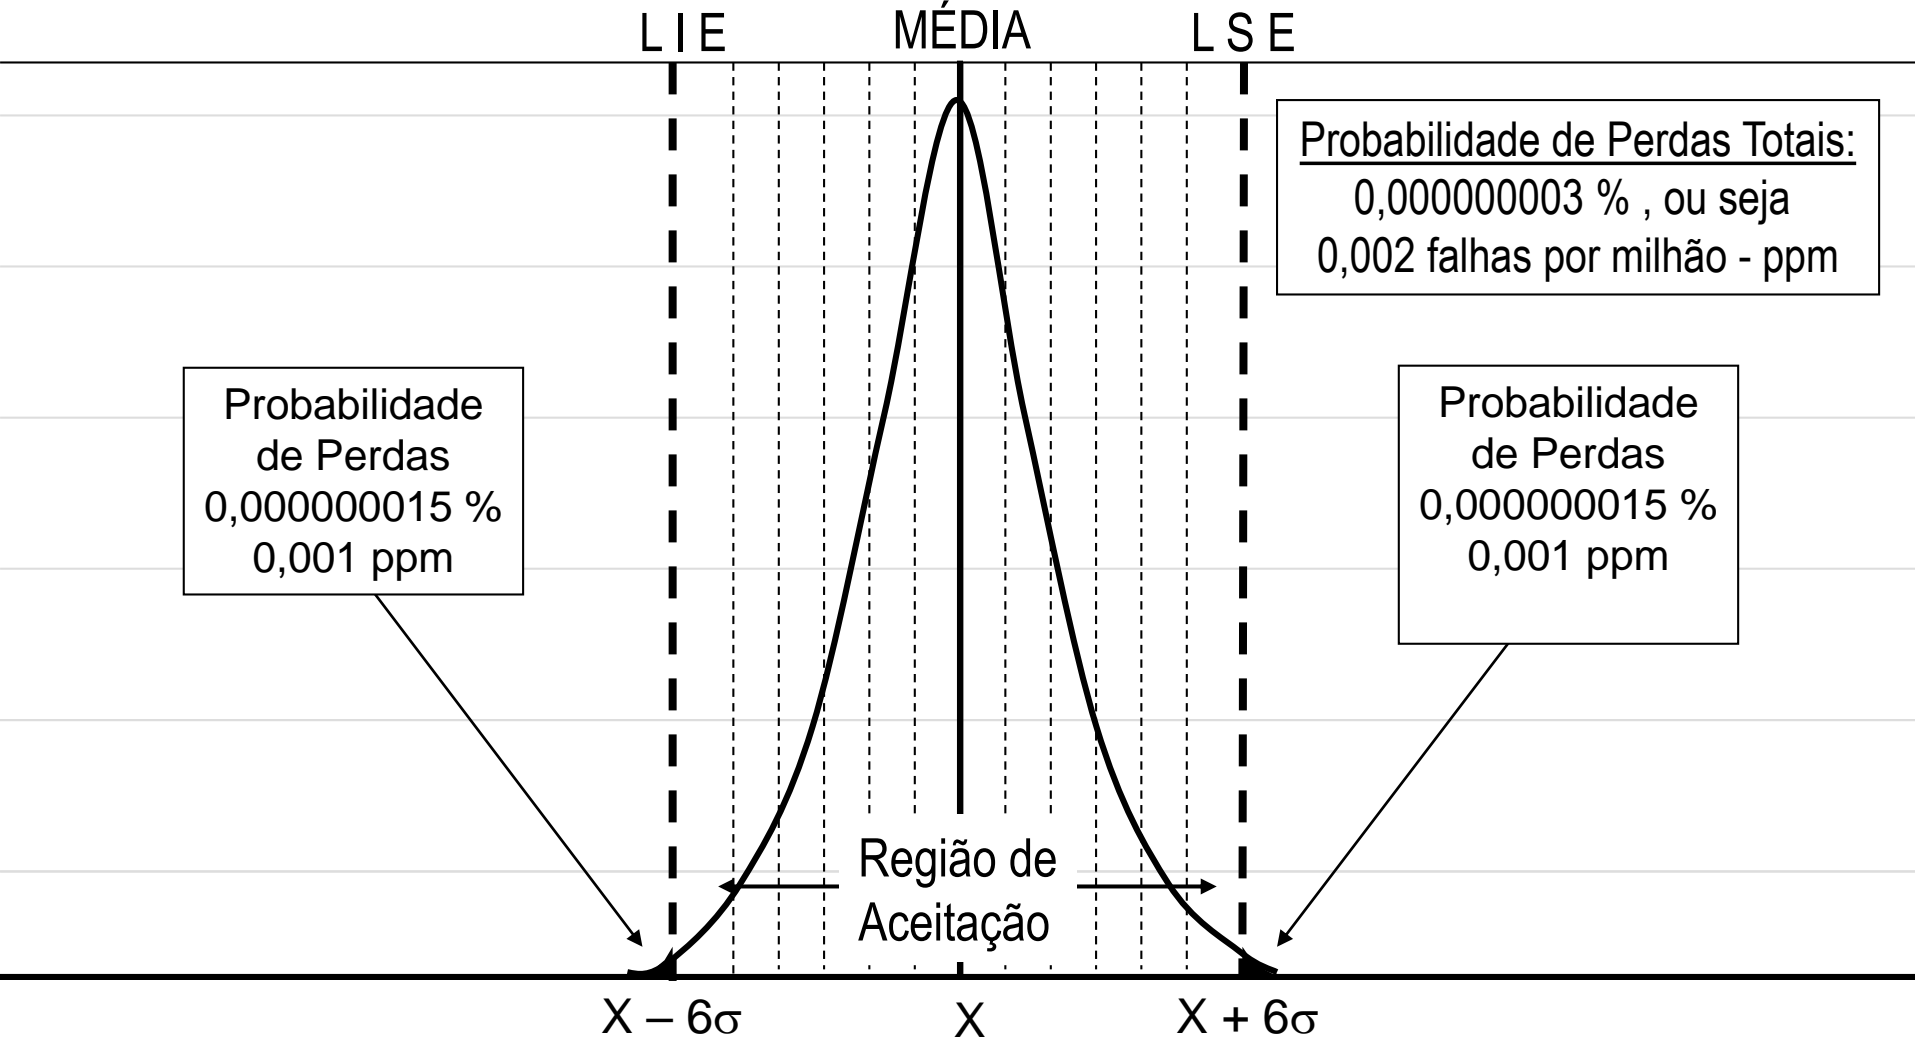 L I E
MÉDIA
L S E
Probabilidade de Perdas Totais:
0,000000003 % , ou seja
0,002 falhas por milhão - ppm
Probabilidade
de Perdas
0,000000015 %
0,001 ppm
Probabilidade
de Perdas
0,000000015 %
0,001 ppm
Região de
Aceitação
X – 6σ
X
X + 6σ